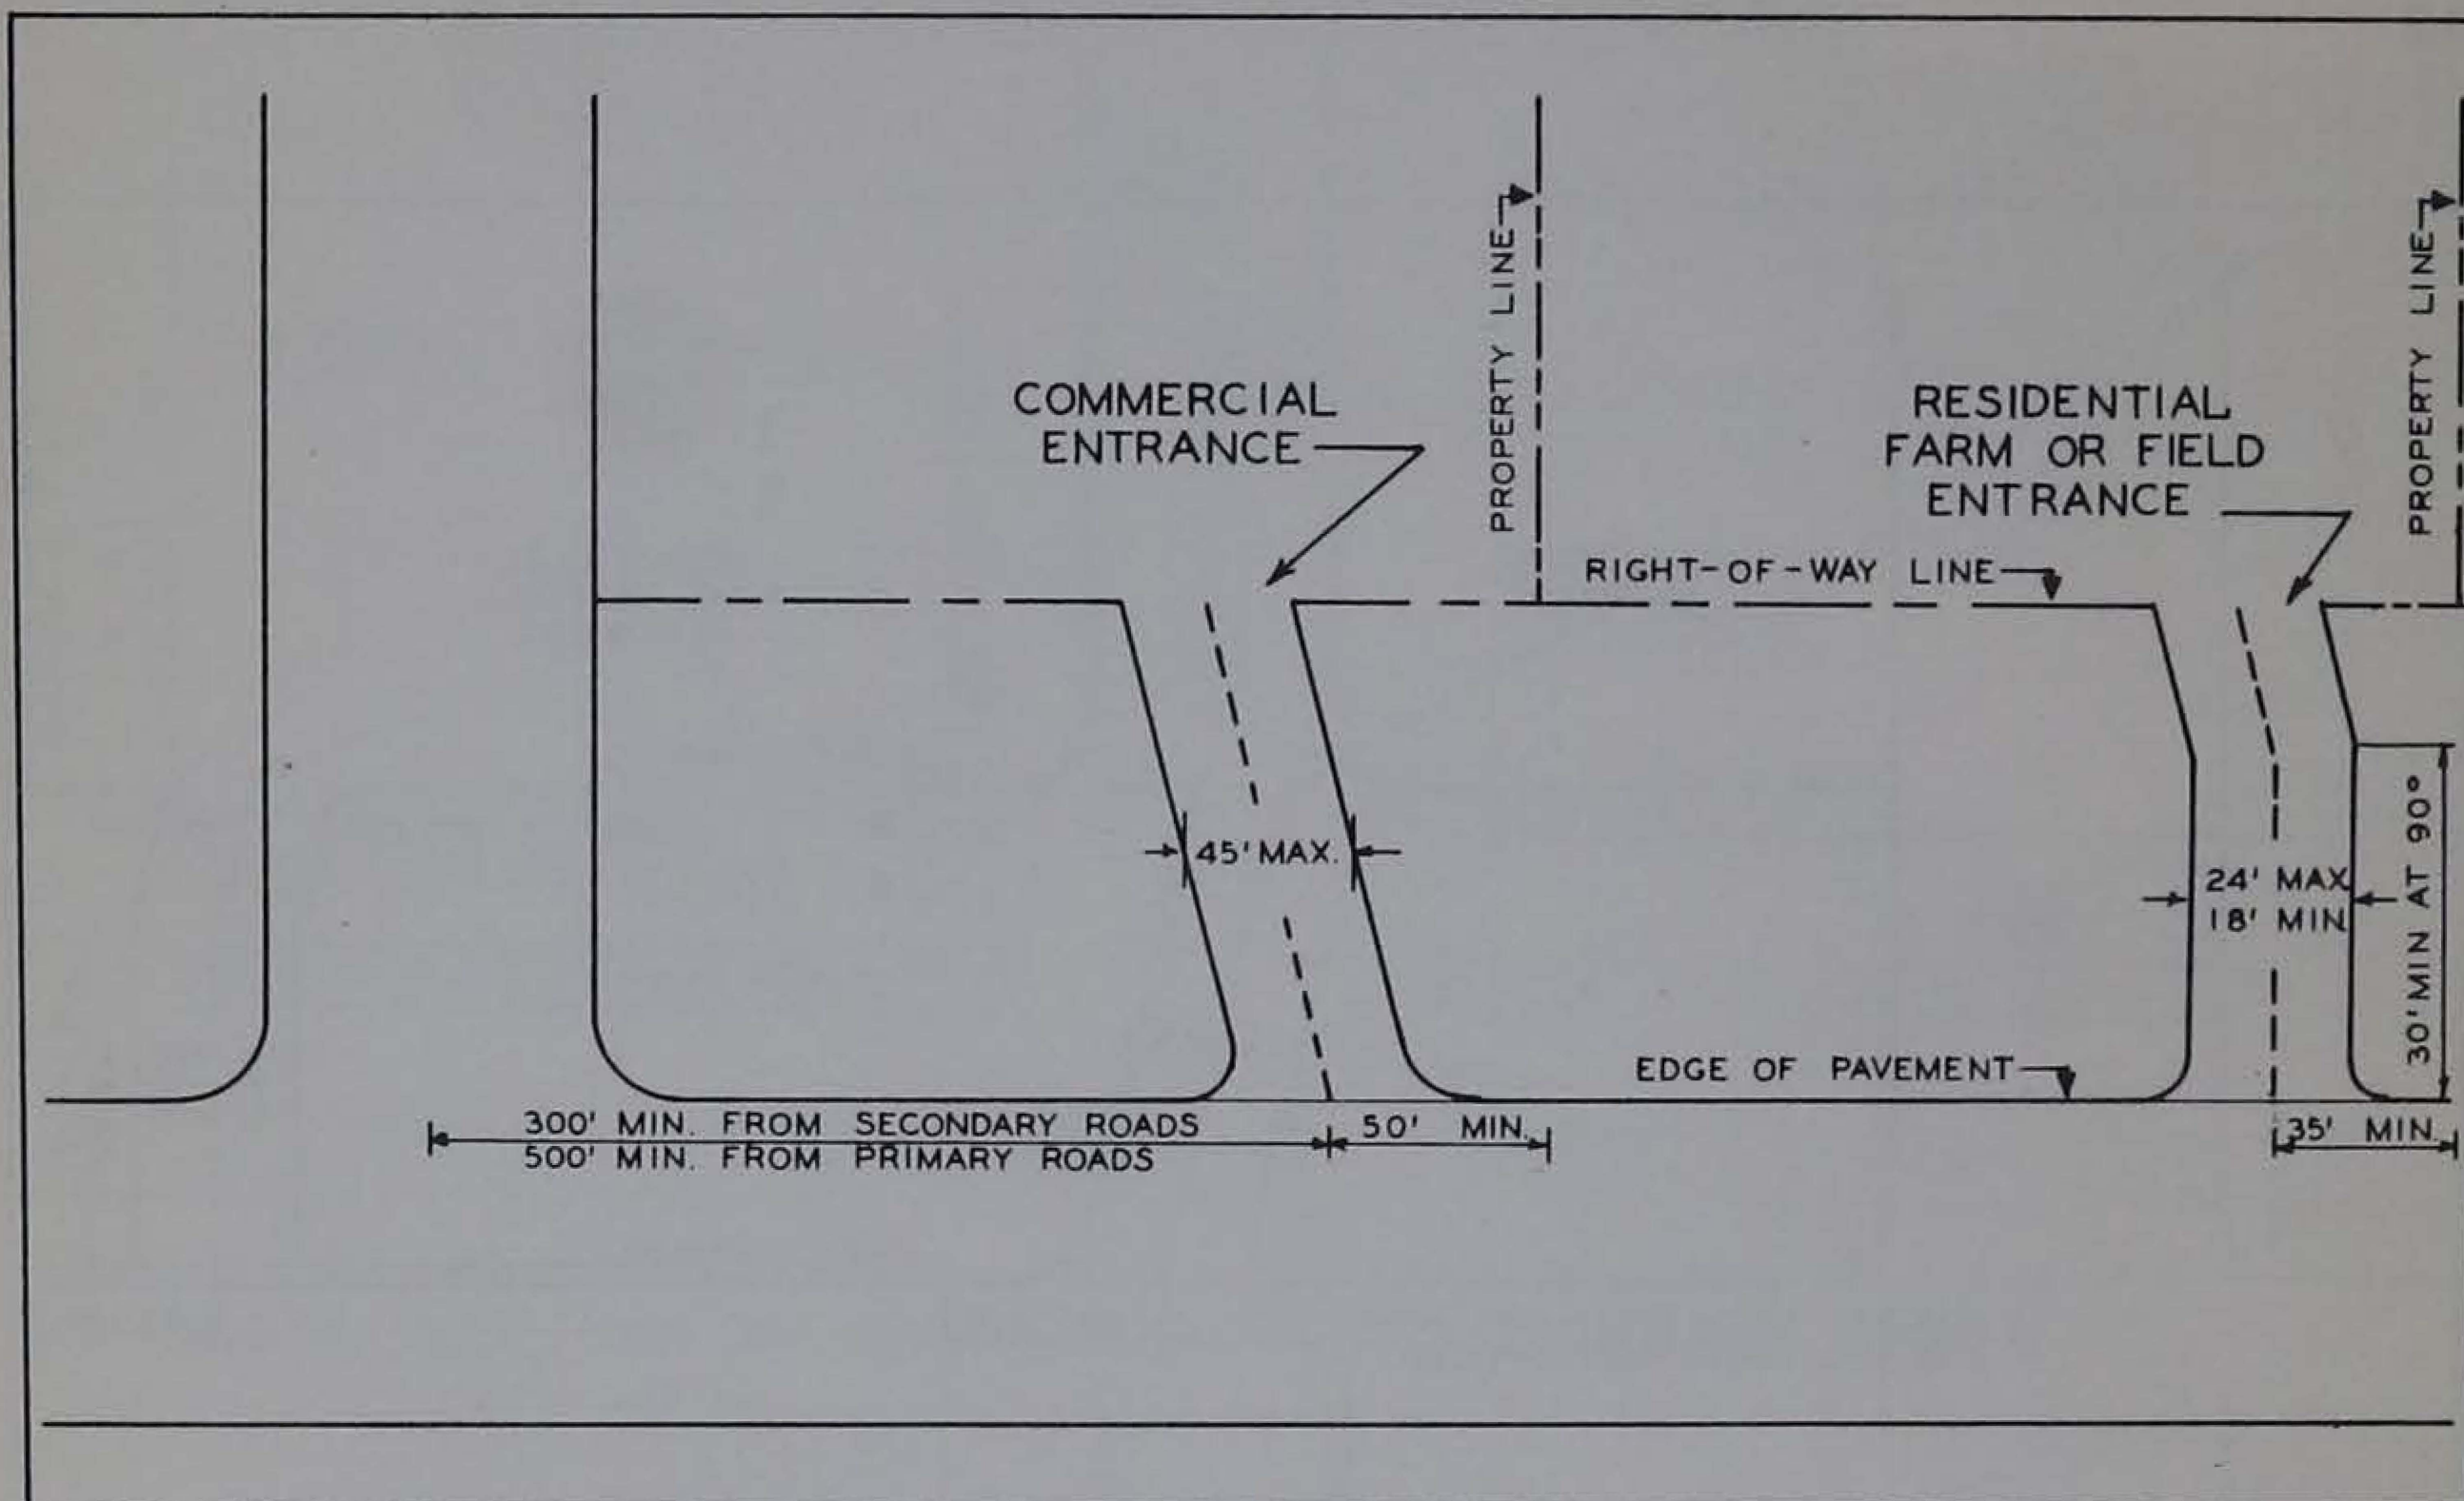 PROPERTY LINE
PROPERTY LINE
COMMERCIAL
ENTRANCE
RESIDENTIAL
FARM OR FIELD
ENTRANCE
RIGHT-OF-WAY LINE
45' MAX.
24' MAX
18' MIN
30' MIN AT 90°
EDGE OF PAVEMENT
300' MIN. FROM SECONDARY ROADS
500' MIN. FROM PRIMARY ROADS
50' MIN.
35' MIN.